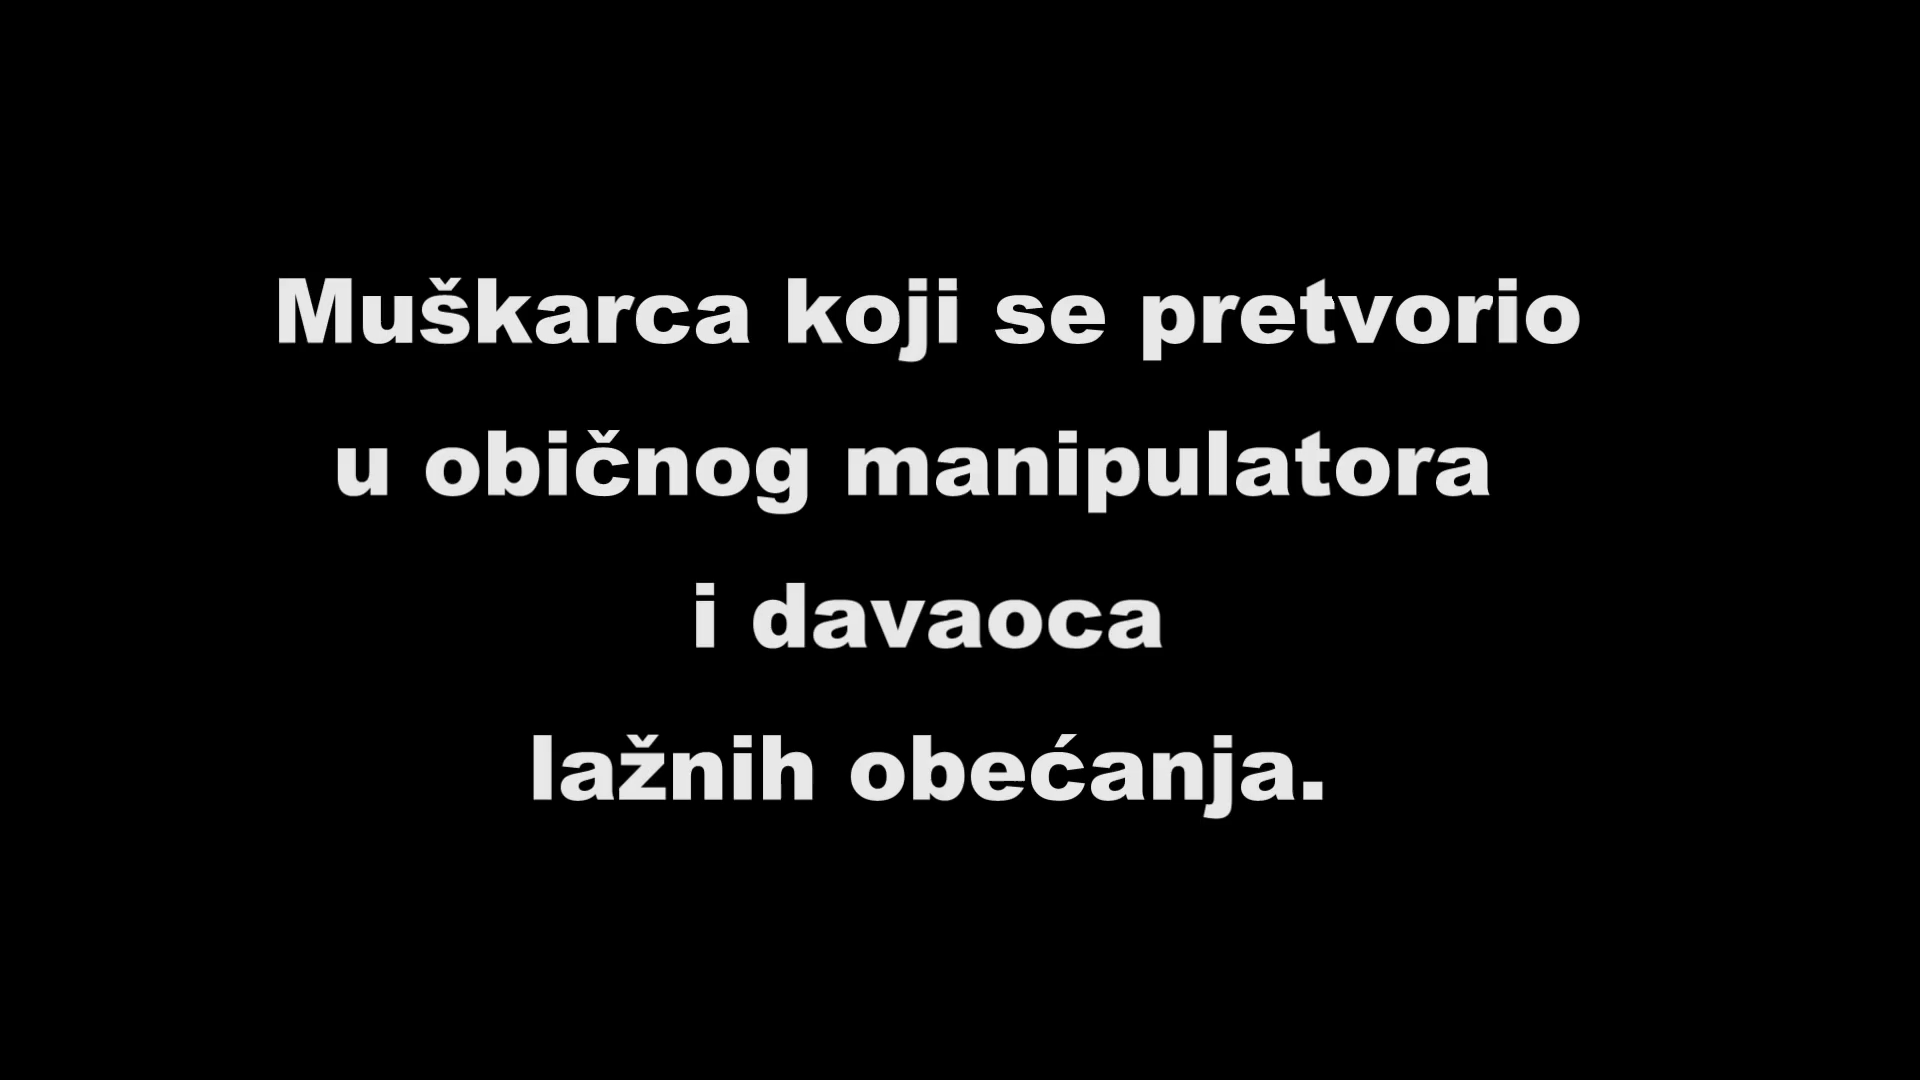 Muškarca koji se pretvorio
u običnog manipulatora
i davaoca
lažnih obećanja.